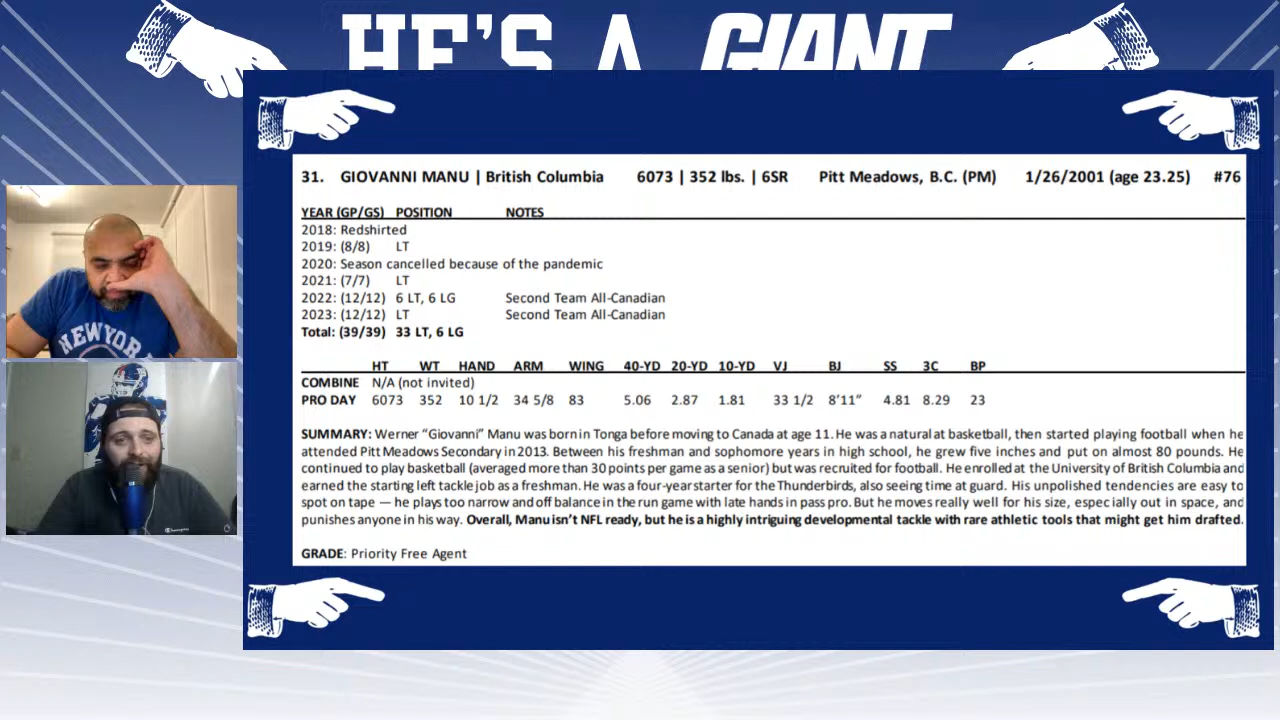 HE'S A GIANT
31. GIOVANNI MANU | British Columbia 6073 | 352 lbs. | 6SR Pitt Meadows, B.C. (PM) 1/26/2001 (age 23.25) #76
YEAR (GP/GS) POSITION NOTES
2018: Redshirted
2019: (8/8) LT
2020: Season cancelled because of the pandemic
2021: (7/7) LT
2022: (12/12) 6 LT, 6 LG Second Team All-Canadian
2023: (12/12) LT Second Team All-Canadian
Total: (39/39) 33 LT, 6 LG
HT WT HAND ARM WING 40-YD 20-YD 10-YD VJ BJ SS 3C BP
COMBINE N/A (not invited)
PRO DAY 6073 352 10 1/2 34 5/8 83 5.06 2.87 1.81 33 1/2 8'11" 4.81 8.29 23
SUMMARY: Werner "Giovanni" Manu was born in Tonga before moving to Canada at age 11. He was a natural at basketball, then started playing football when he
attended Pitt Meadows Secondary in 2013. Between his freshman and sophomore years in high school, he grew five inches and put on almost 80 pounds. He
continued to play basketball (averaged more than 30 points per game as a senior) but was recruited for football. He enrolled at the University of British Columbia and
earned the starting left tackle job as a freshman. He was a four-year starter for the Thunderbirds, also seeing time at guard. His unpolished tendencies are easy to
spot on tape — he plays too narrow and off balance in the run game with late hands in pass pro. But he moves really well for his size, especially out in space, and
punishes anyone in his way. Overall, Manu isn't NFL ready, but he is a highly intriguing developmental tackle with rare athletic tools that might get him drafted.
GRADE: Priority Free Agent
NEW YOR